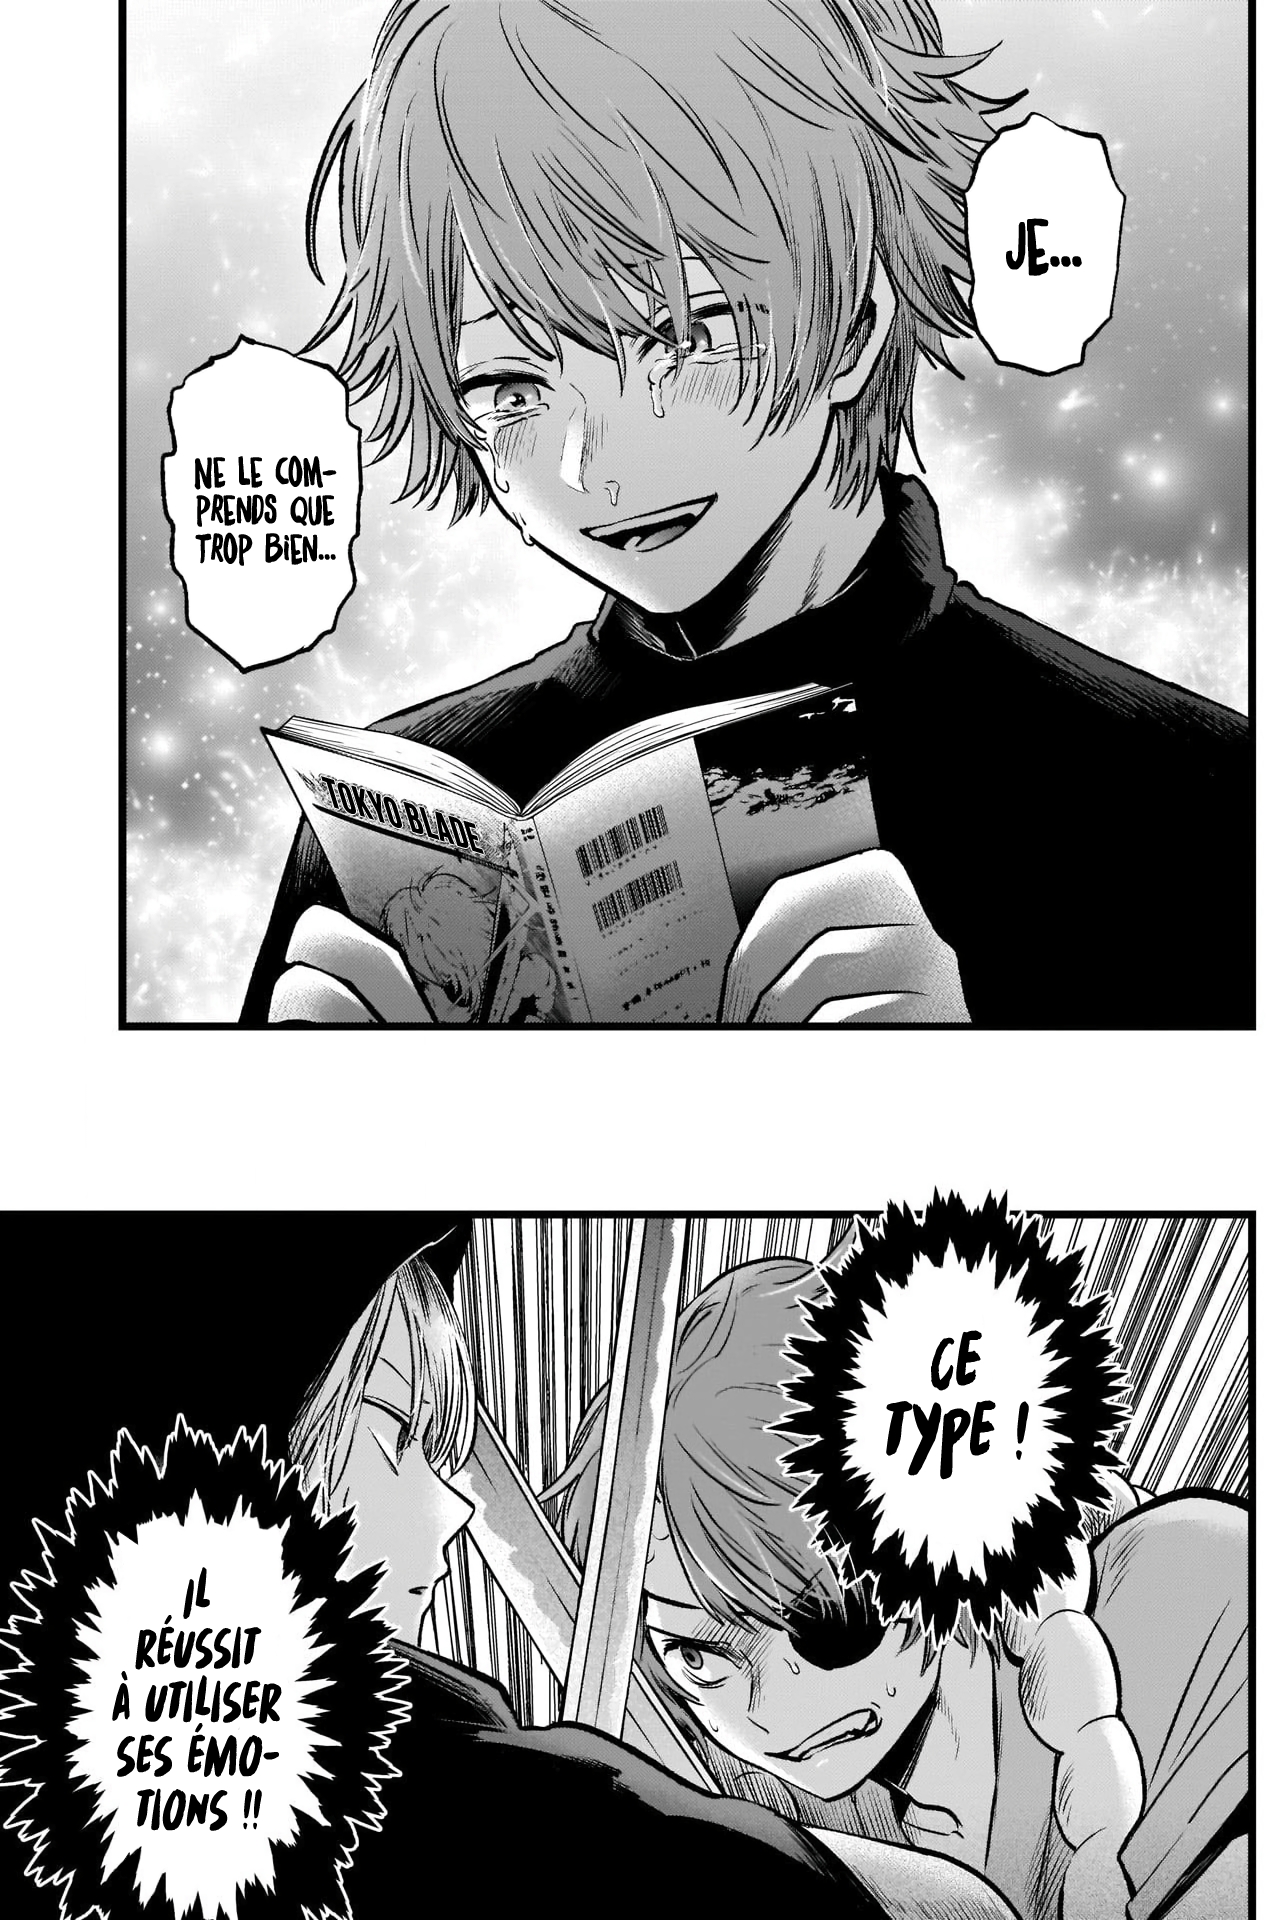 JE...
NE LE COM-
PRENDS QUE
TROP BIEN...
TOKYO BLADE
CE
TYPE !
IL
RÉUSSIT
À UTILISER
SES ÉMO-
TIONS !!